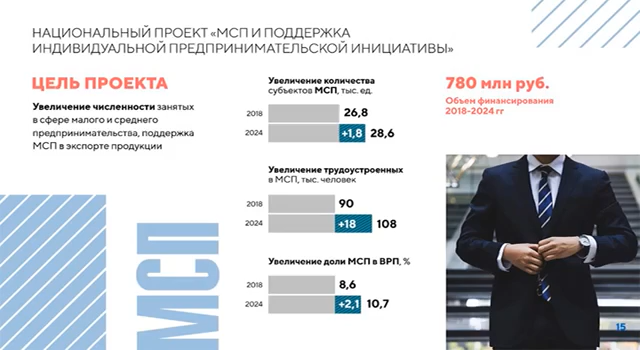 НАЦИОНАЛЬНЫЙ ПРОЕКТ «МСП И ПОДДЕРЖКА
ИНДИВИДУАЛЬНОЙ ПРЕДПРИНИМАТЕЛЬСКОЙ ИНИЦИАТИВЫ»
ЦЕЛЬ ПРОЕКТА
Увеличение численности занятых
в сфере малого и среднего
предпринимательства, поддержка
МСП в экспорте продукции
МСП
Увеличение количества
субъектов МСП, тыс. ед.
2018 26,8
2024 +1,8 28,6
Увеличение трудоустроенных
в МСП, тыс. человек
2018 90
2024 +18 108
Увеличение доли МСП в ВРП, %
2018 8,6
2024 +2,1 10,7
780 млн руб.
Объем финансирования
2018-2024 гг
15